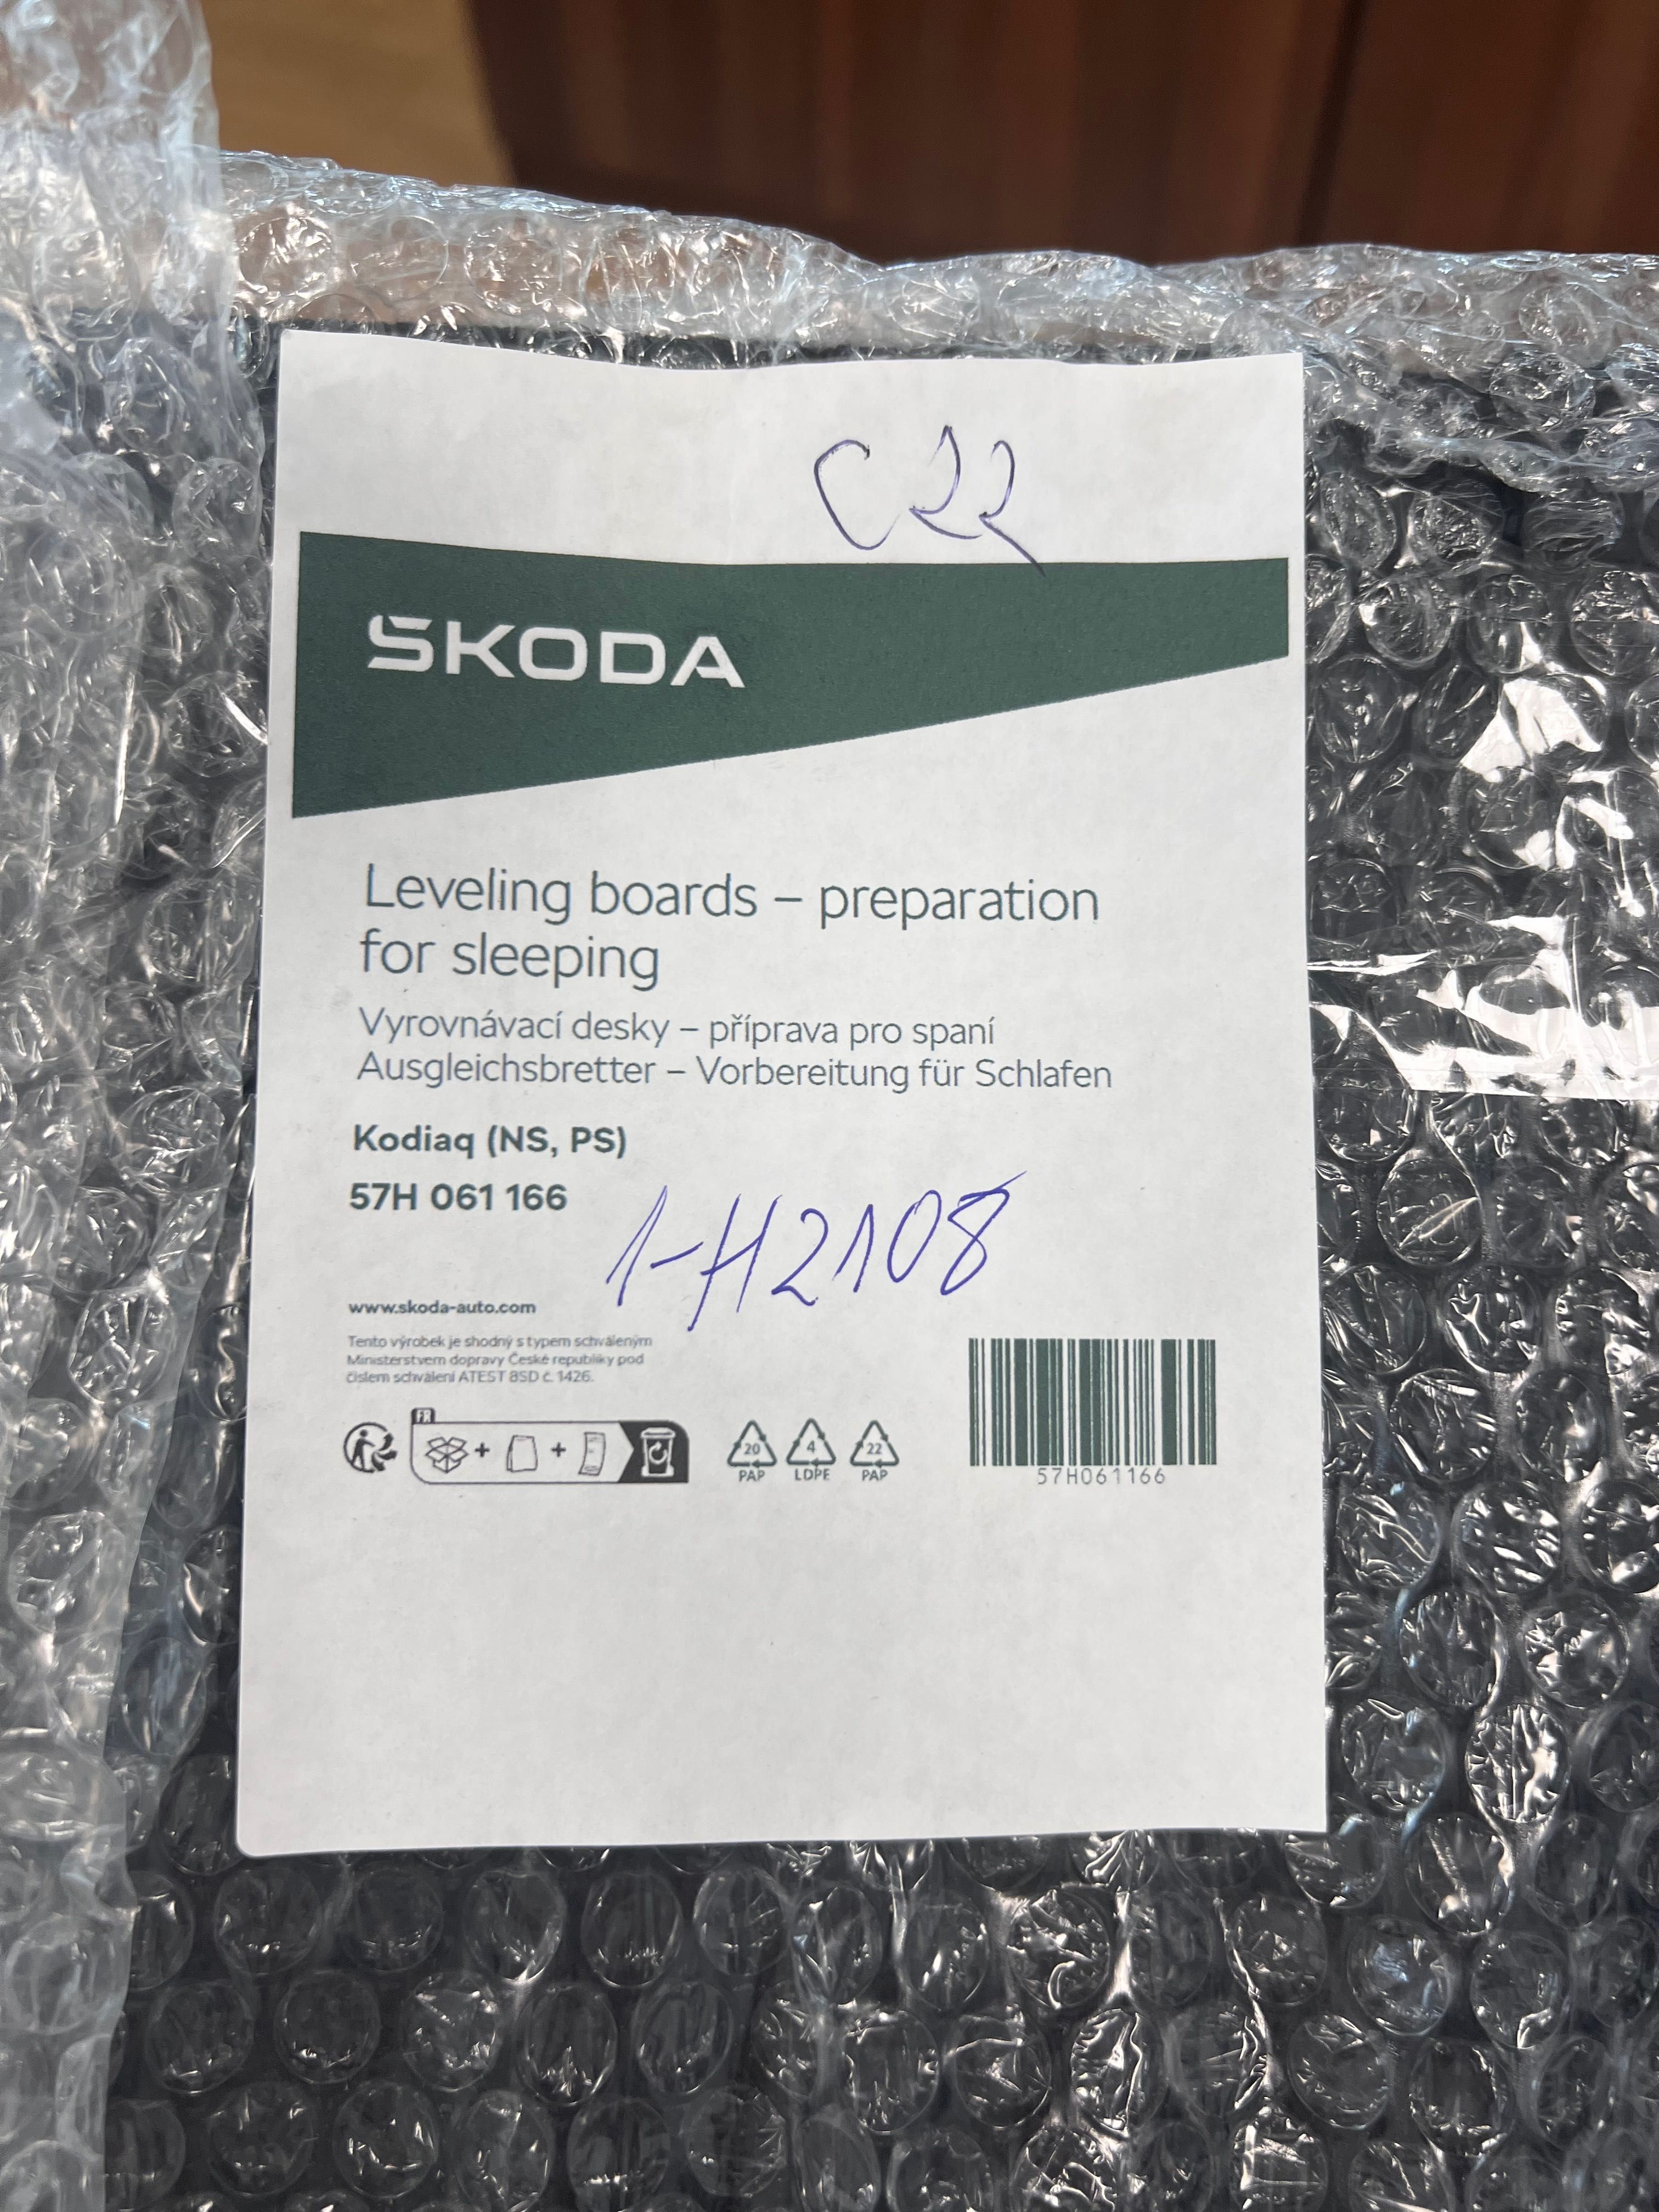 C22
ŠKODA
Leveling boards – preparation
for sleeping
Vyrovnávací desky – příprava pro spaní
Ausgleichsbretter – Vorbereitung für Schlafen
Kodiaq (NS, PS)
57H 061 166
1-H2108
www.skoda-auto.com
Tento výrobek je shodný s typem schváleným
Ministerstvem dopravy České republiky pod
číslem schválení ATEST 8SD č. 1426.
FR
+ +
20 4 22
PAP LDPE PAP
57H061166